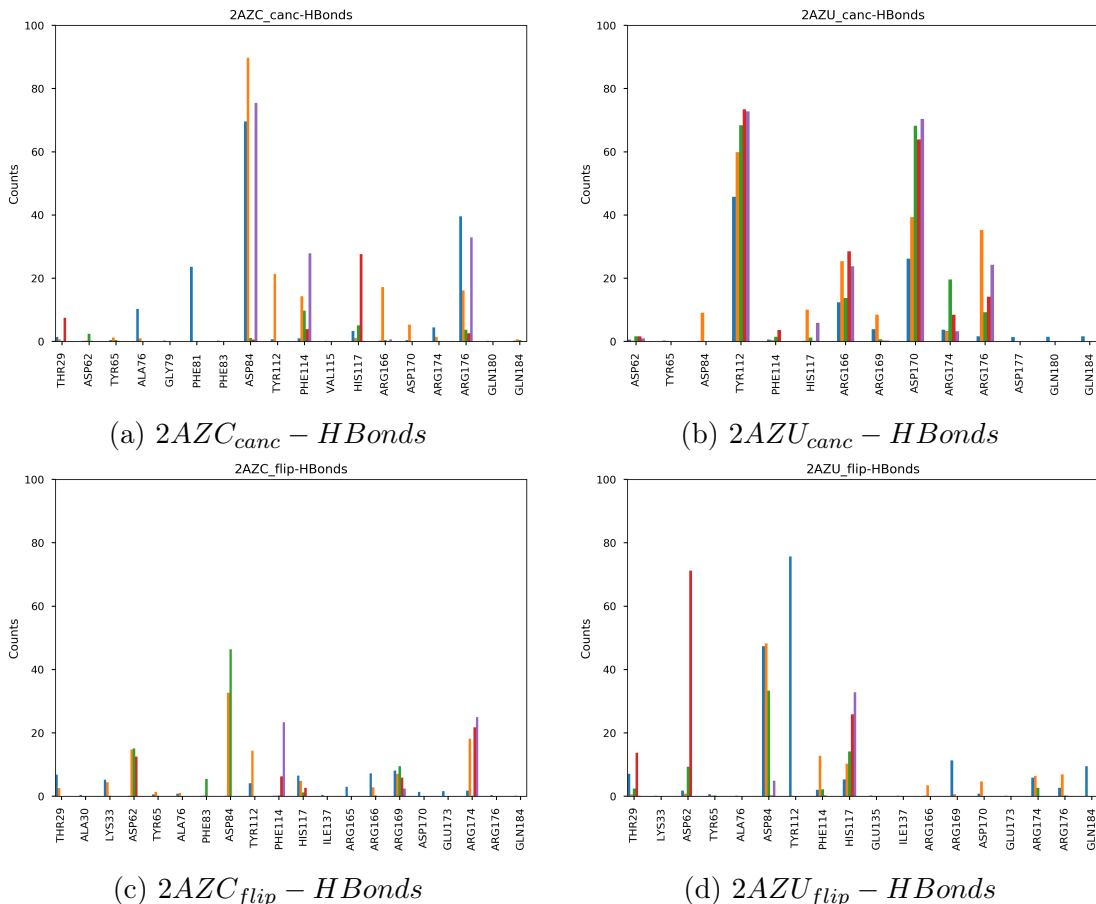 2AZC_canc-HBonds
100
80
60
40
20
0
Counts
THR29 ASP62 TYR65 ALA76 GLY79 PHE81 PHE83 ASP84 TYR112 PHE114 VAL115 HIS117 ARG166 ASP170 ARG174 ARG176 GLN180 GLN184
(a) 2AZC_canc − HBonds
2AZU_canc-HBonds
100
80
60
40
20
0
Counts
ASP62 TYR65 ASP84 TYR112 PHE114 HIS117 ARG166 ARG169 ASP170 ARG174 ARG176 ASP177 GLN180 GLN184
(b) 2AZU_canc − HBonds
2AZC_flip-HBonds
100
80
60
40
20
0
Counts
THR29 ALA30 LYS33 ASP62 TYR65 ALA76 PHE83 ASP84 TYR112 PHE114 HIS117 ILE137 ARG165 ARG166 ARG169 ASP170 GLU173 ARG174 ARG176 GLN184
(c) 2AZC_flip − HBonds
2AZU_flip-HBonds
100
80
60
40
20
0
Counts
THR29 LYS33 ASP62 TYR65 ALA76 ASP84 TYR112 PHE114 HIS117 GLU135 ILE137 ARG166 ARG169 ASP170 GLU173 ARG174 ARG176 GLN184
(d) 2AZU_flip − HBonds